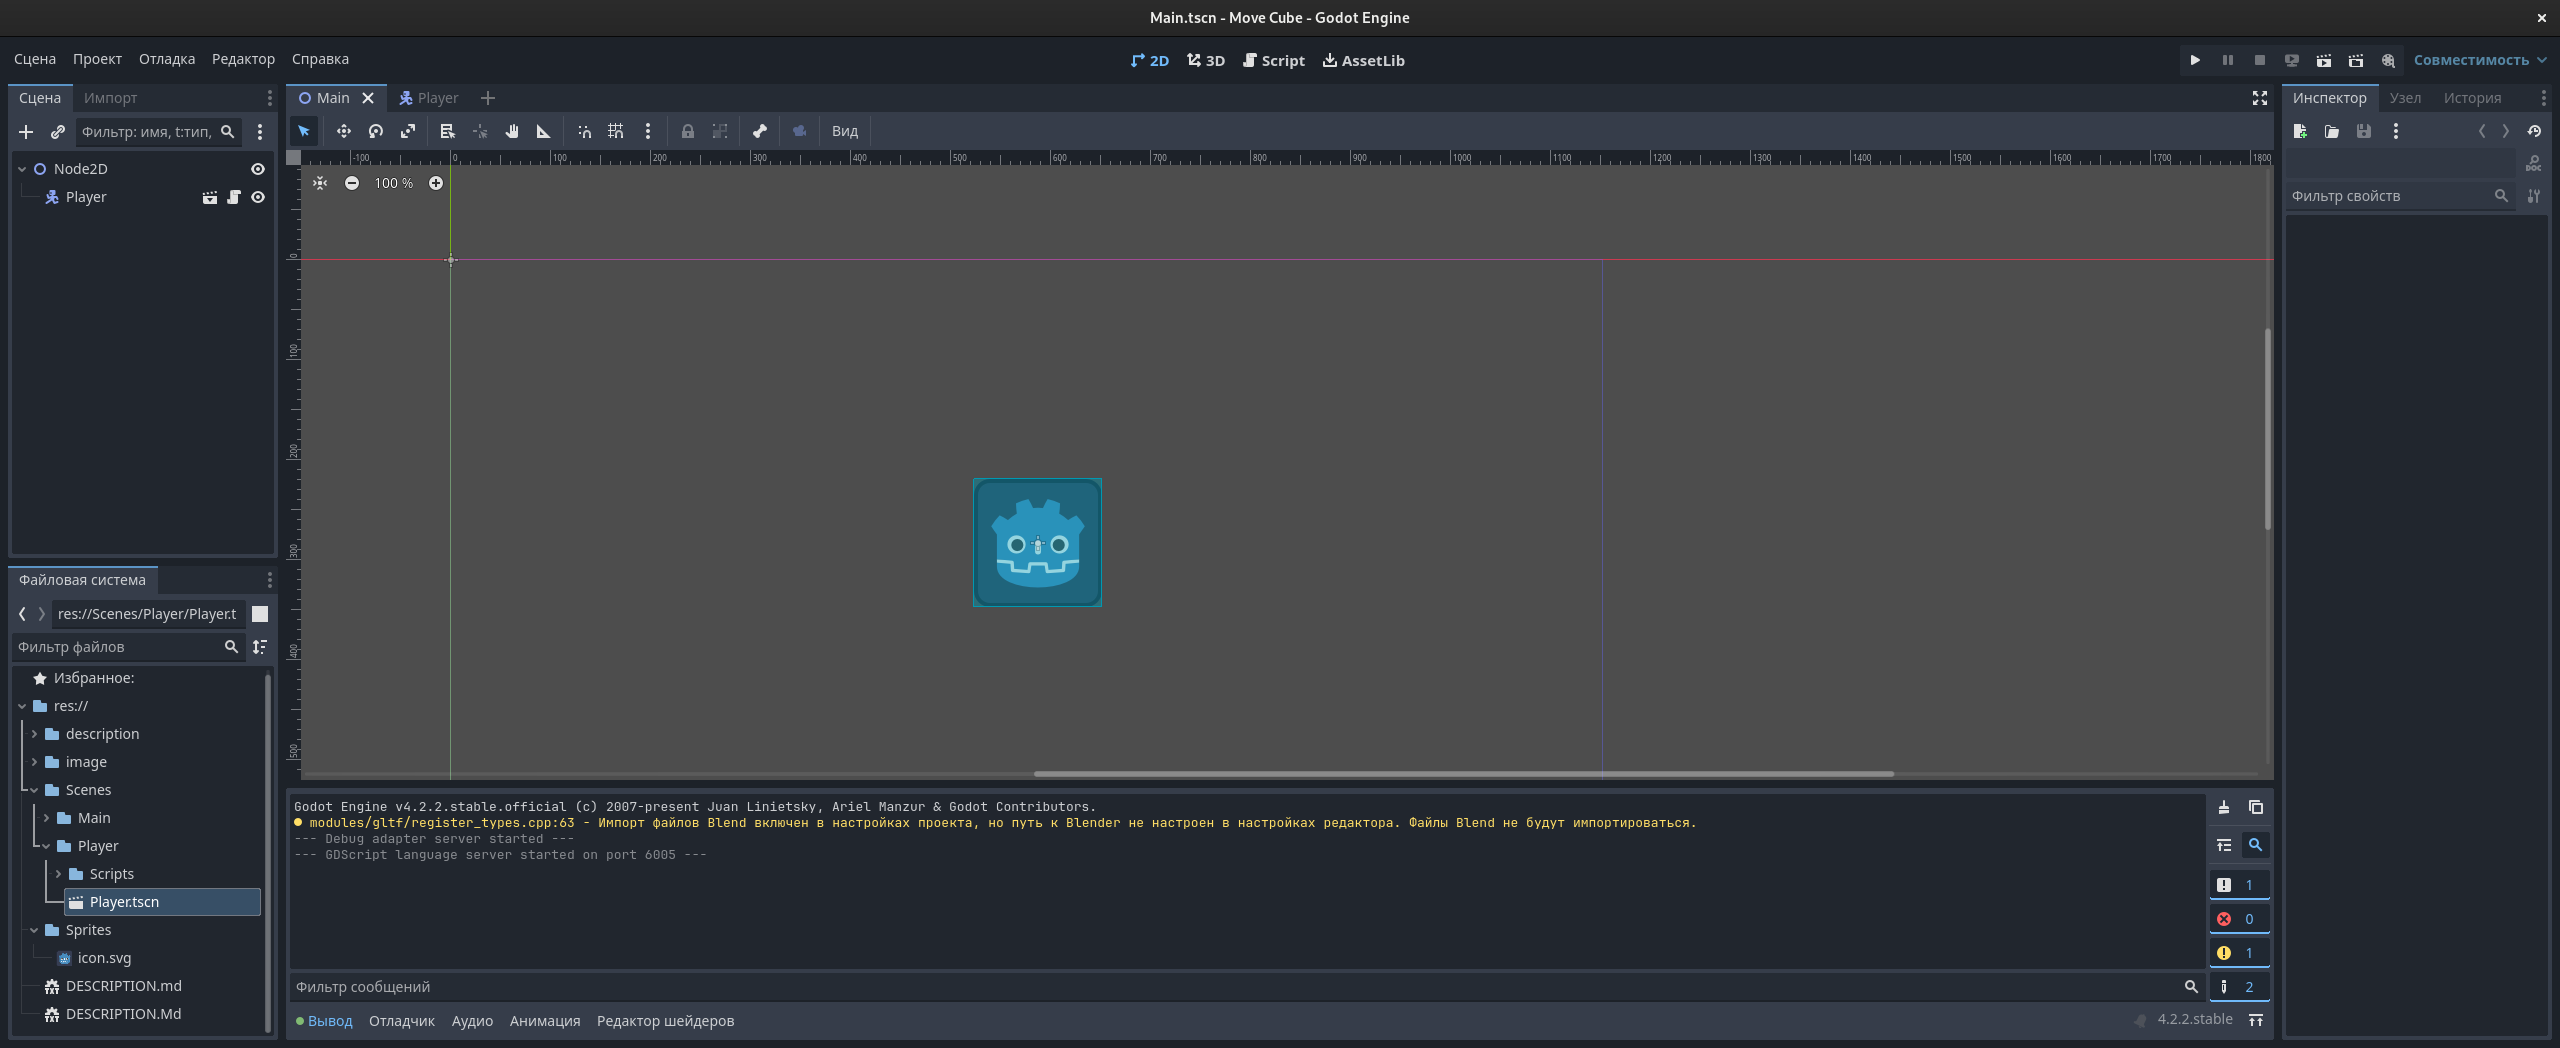 Main.tscn - Move Cube - Godot Engine
Сцена Проект Отладка Редактор Справка
2D 3D Script AssetLib
Совместимость
Сцена Импорт
Фильтр: имя, t:тип,
Node2D
Player
Main Player
Вид
-100 0 100 200 300 400 500 600 700 800 900 1000 1100 1200 1300 1400 1500 1600 1700 1800
100 %
0
100
200
300
400
500
Инспектор Узел История
DOC
Фильтр свойств
Файловая система
res://Scenes/Player/Player.t
Фильтр файлов
Избранное:
res://
description
image
Scenes
Main
Player
Scripts
Player.tscn
Sprites
icon.svg
DESCRIPTION.md
DESCRIPTION.Md
Godot Engine v4.2.2.stable.official (c) 2007-present Juan Linietsky, Ariel Manzur & Godot Contributors.
modules/gltf/register_types.cpp:63 - Импорт файлов Blend включен в настройках проекта, но путь к Blender не настроен в настройках редактора. Файлы Blend не будут импортироваться.
--- Debug adapter server started ---
--- GDScript language server started on port 6005 ---
1
0
1
2
Фильтр сообщений
Вывод Отладчик Аудио Анимация Редактор шейдеров
4.2.2.stable